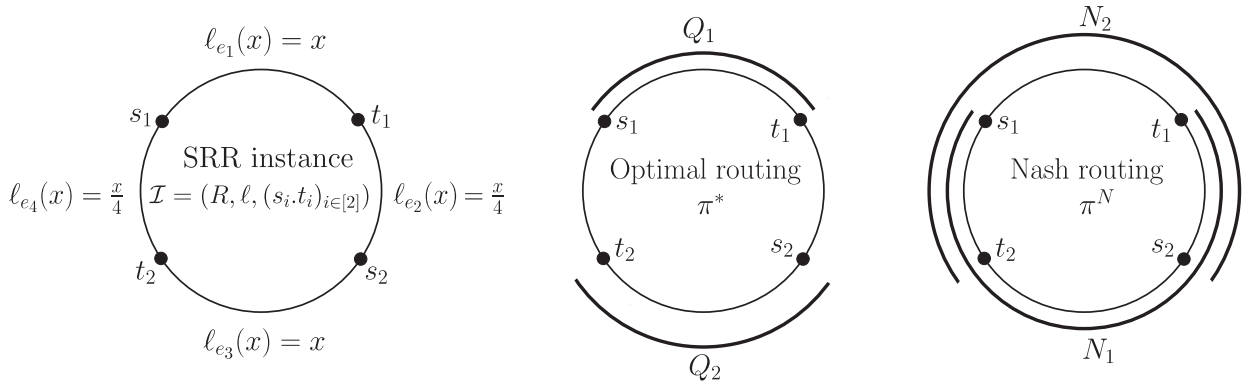 ℓ_{e_1}(x) = x
s_1
t_1
SRR instance
ℓ_{e_4}(x) = x/4
I = (R, ℓ, (s_i.t_i)_{i∈[2]})
ℓ_{e_2}(x) = x/4
t_2
s_2
ℓ_{e_3}(x) = x
Q_1
s_1
t_1
Optimal routing
π^*
t_2
s_2
Q_2
N_2
s_1
t_1
Nash routing
π^N
t_2
s_2
N_1